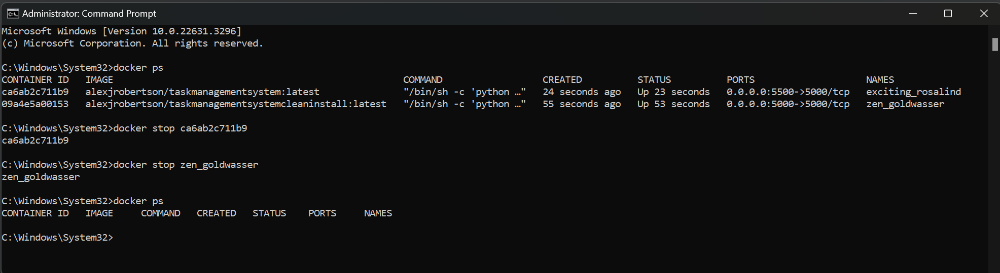 Administrator: Command Prompt
Microsoft Windows [Version 10.0.22631.3296]
(c) Microsoft Corporation. All rights reserved.
C:\Windows\System32>docker ps
CONTAINER ID   IMAGE                                                    COMMAND                  CREATED          STATUS          PORTS                    NAMES
ca6ab2c711b9   alexjrobertson/taskmanagementsystem:latest               "/bin/sh -c 'python …"   24 seconds ago   Up 23 seconds   0.0.0.0:5500->5000/tcp   exciting_rosalind
09a4e5a00153   alexjrobertson/taskmanagementsystemcleaninstall:latest   "/bin/sh -c 'python …"   55 seconds ago   Up 53 seconds   0.0.0.0:5000->5000/tcp   zen_goldwasser
C:\Windows\System32>docker stop ca6ab2c711b9
ca6ab2c711b9
C:\Windows\System32>docker stop zen_goldwasser
zen_goldwasser
C:\Windows\System32>docker ps
CONTAINER ID   IMAGE     COMMAND   CREATED   STATUS    PORTS     NAMES
C:\Windows\System32>